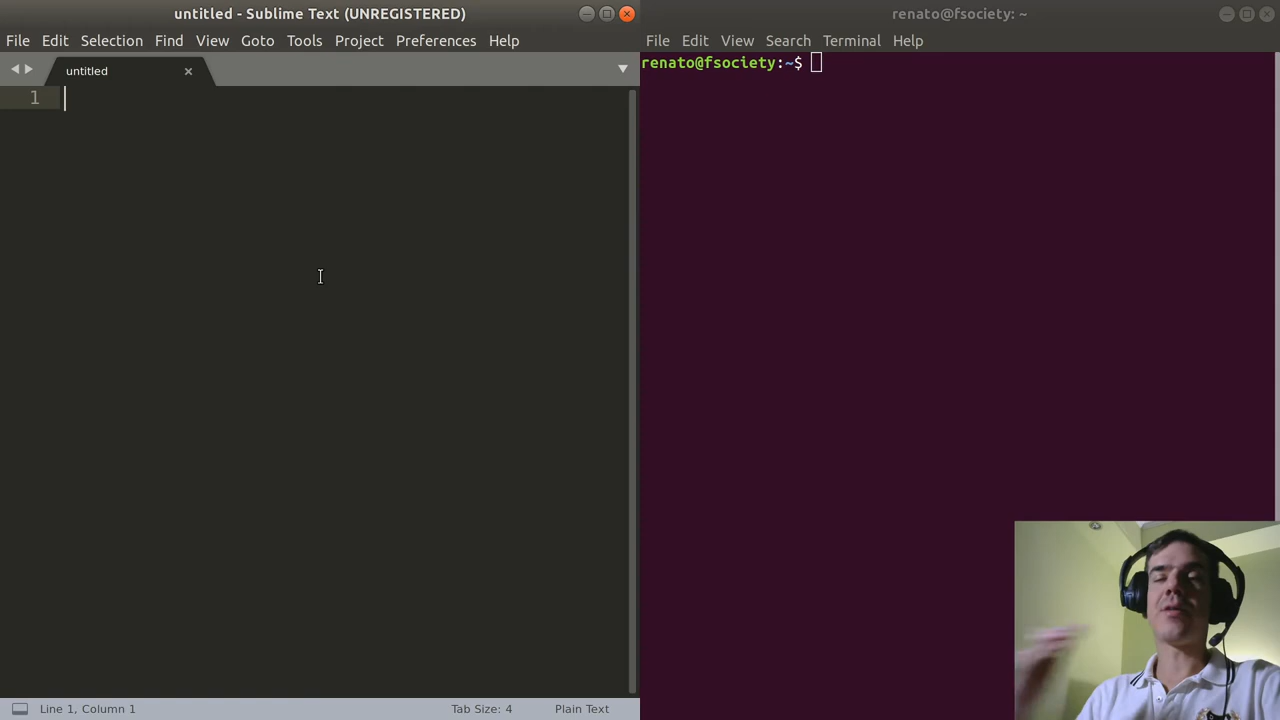 untitled - Sublime Text (UNREGISTERED)
File Edit Selection Find View Goto Tools Project Preferences Help
untitled
1
Line 1, Column 1
Tab Size: 4
Plain Text
renato@fsociety: ~
File Edit View Search Terminal Help
renato@fsociety:~$